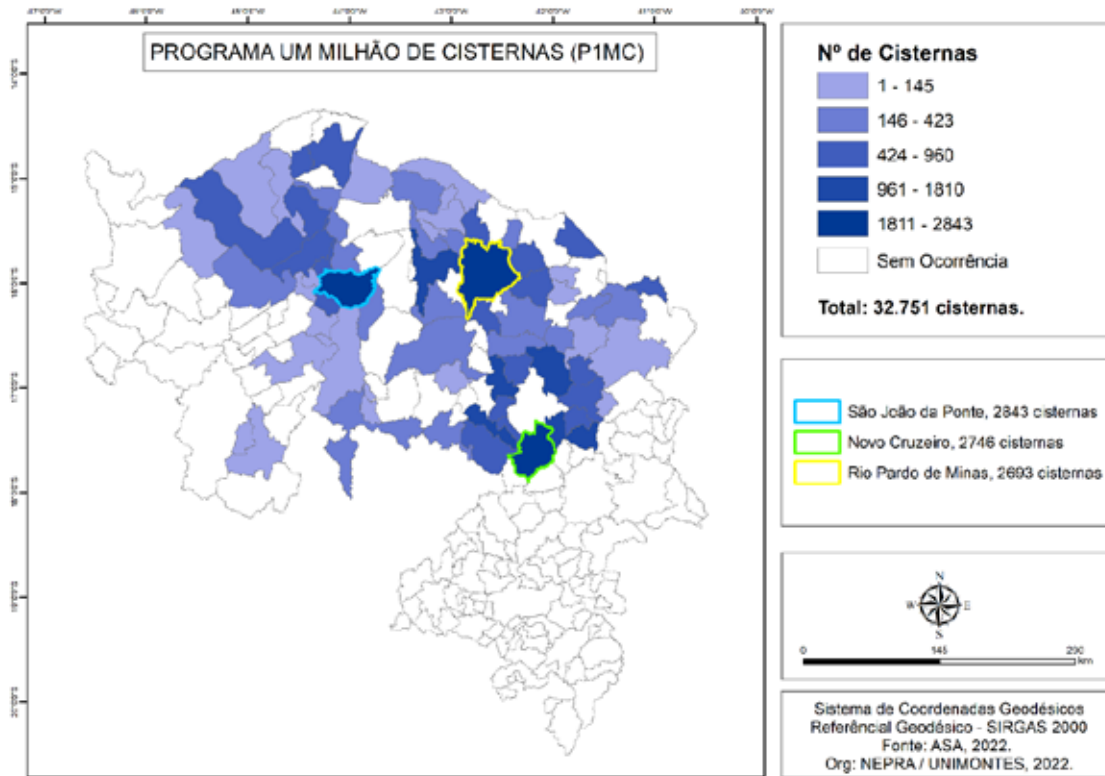 PROGRAMA UM MILHÃO DE CISTERNAS (P1MC)
Nº de Cisternas
1 - 145
146 - 423
424 - 960
961 - 1810
1811 - 2843
Sem Ocorrência
Total: 32.751 cisternas.
São João da Ponte, 2843 cisternas
Novo Cruzeiro, 2746 cisternas
Rio Pardo de Minas, 2693 cisternas
N
W E
S
0 145 290
km
Sistema de Coordenadas Geodésicos
Referêncial Geodésico - SIRGAS 2000
Fonte: ASA, 2022.
Org: NEPRA / UNIMONTES, 2022.